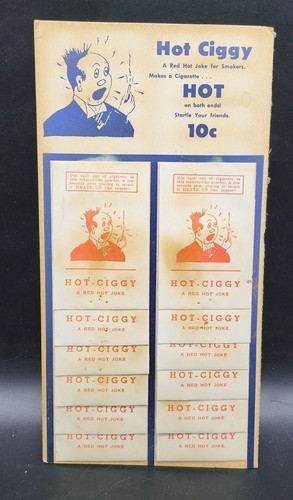 Hot Ciggy
A Red Hot Joke for Smokers.
Makes a Cigarette . . .
HOT
on both ends!
Startle Your friends.
10c
HOT-CIGGY
A RED HOT JOKE
HOT-CIGGY
A RED HOT JOKE
HOT-CIGGY
A RED HOT JOKE
HOT-CIGGY
A RED HOT JOKE
HOT-CIGGY
A RED HOT JOKE
HOT-CIGGY
A RED HOT JOKE
HOT-CIGGY
A RED HOT JOKE
HOT-CIGGY
A RED HOT JOKE
A RED HOT JOKE
HOT-CIGGY
A RED HOT JOKE
HOT-CIGGY
A RED HOT JOKE
HOT-CIGGY
A RED HOT JOKE